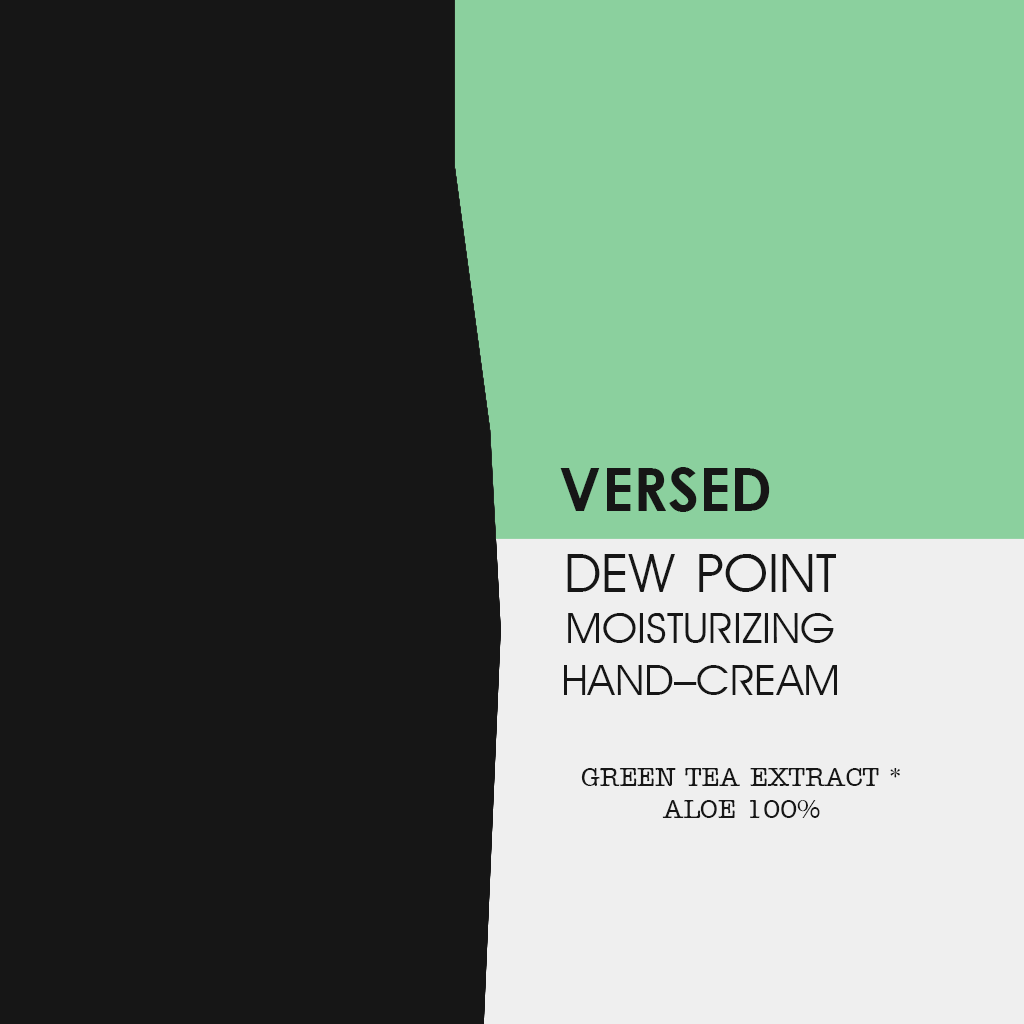 VERSED
DEW POINT
MOISTURIZING
HAND–CREAM
GREEN TEA EXTRACT *
ALOE 100%